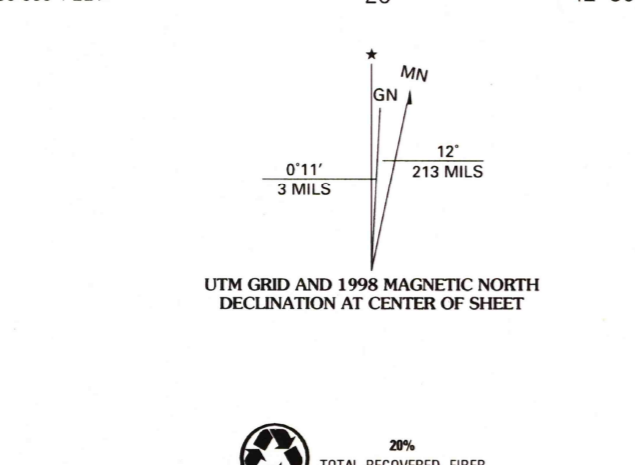 ★
MN
GN
0°11'
3 MILS
12°
213 MILS
UTM GRID AND 1998 MAGNETIC NORTH
DECLINATION AT CENTER OF SHEET
20%
TOTAL RECOVERED FIBER